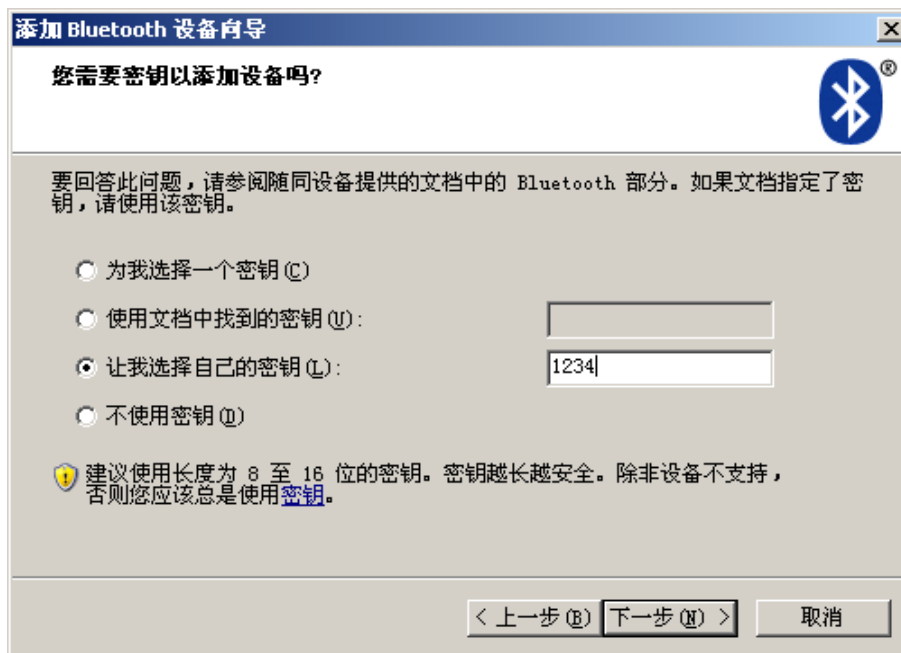 添加 Bluetooth 设备向导
您需要密钥以添加设备吗?
®
要回答此问题，请参阅随同设备提供的文档中的 Bluetooth 部分。如果文档指定了密
钥，请使用该密钥。
为我选择一个密钥(C)
使用文档中找到的密钥(U):
让我选择自己的密钥(L): 1234
不使用密钥(D)
建议使用长度为 8 至 16 位的密钥。密钥越长越安全。除非设备不支持，
否则您应该总是使用密钥。
< 上一步(B) 下一步(N) > 取消